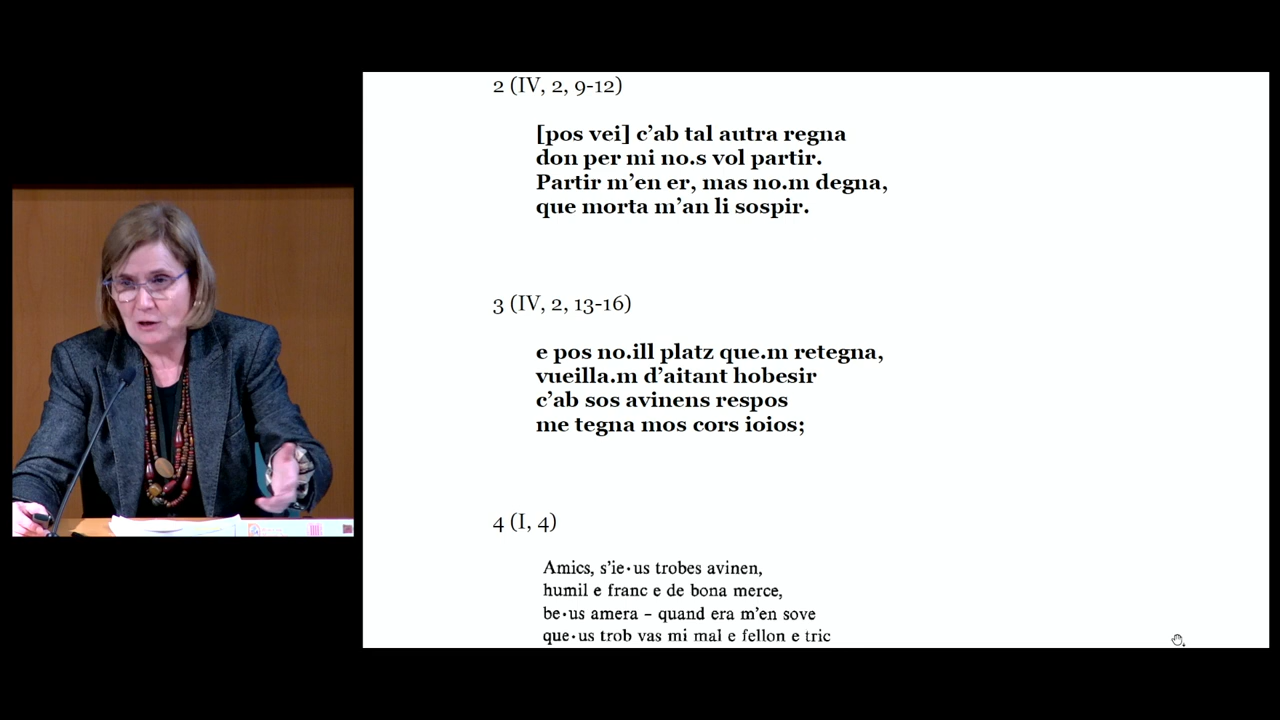 2 (IV, 2, 9-12)
[pos vei] c’ab tal autra regna
don per mi no.s vol partir.
Partir m’en er, mas no.m degna,
que morta m’an li sospir.
3 (IV, 2, 13-16)
e pos no.ill platz que.m retegna,
vueilla.m d’aitant hobesir
c’ab sos avinens respos
me tegna mos cors ioios;
4 (I, 4)
Amics, s’ie·us trobes avinen,
humil e franc e de bona merce,
be·us amera – quand era m’en sove
que·us trob vas mi mal e fellon e tric